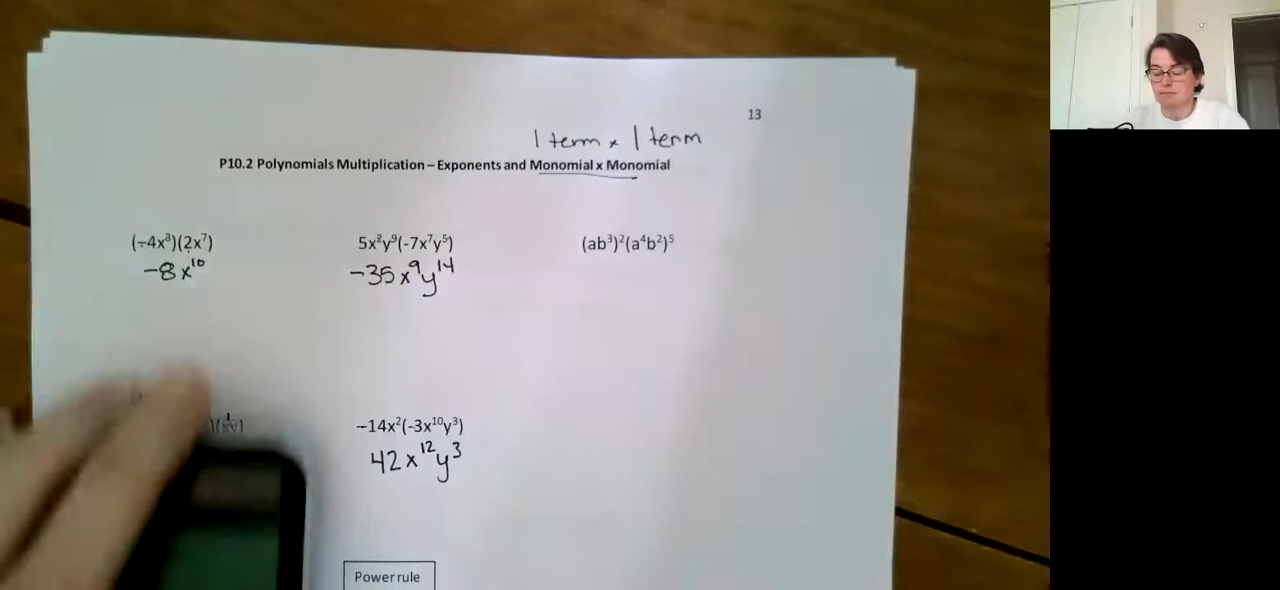 13
1 term x 1 term
P10.2 Polynomials Multiplication – Exponents and Monomial x Monomial
(−4x³)(2x⁷)
−8x¹⁰
5x²y⁹(-7x⁷y⁵)
−35x⁹y¹⁴
(ab³)²(a⁴b²)⁵
−14x²(-3x¹⁰y³)
42x¹²y³
Power rule